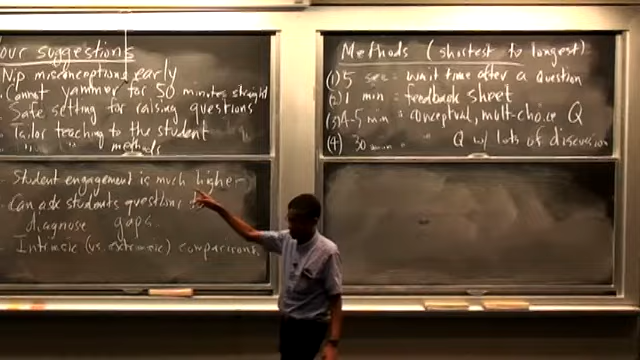 our suggestions
Nip misconceptions early
Cannot yammer for 50 minutes straight
Safe setting for raising questions
Tailor teaching to the student
" " " " methods
Student engagement is much higher
Can ask students questions to
diagnose gaps
Intrinsic (vs. extrinsic) comparisons
Methods (shortest to longest)
(1) 5 sec = wait time after a question
(2) 1 min = feedback sheet
(3) 4-5 min = conceptual, mult-choice Q
(4) 30 min = " Q w/ lots of discussion